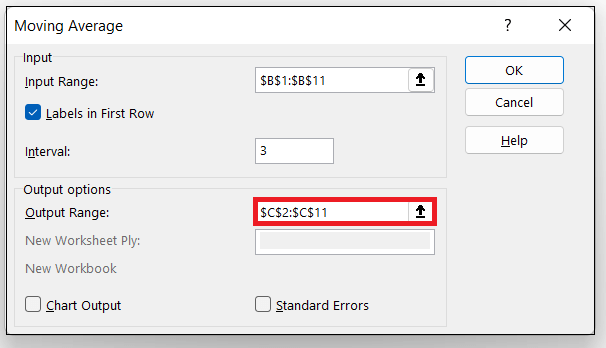 Moving Average
?
Input
Input Range:
$B$1:$B$11
Labels in First Row
Interval:
3
OK
Cancel
Help
Output options
Output Range:
$C$2:$C$11
New Worksheet Ply:
New Workbook
Chart Output
Standard Errors